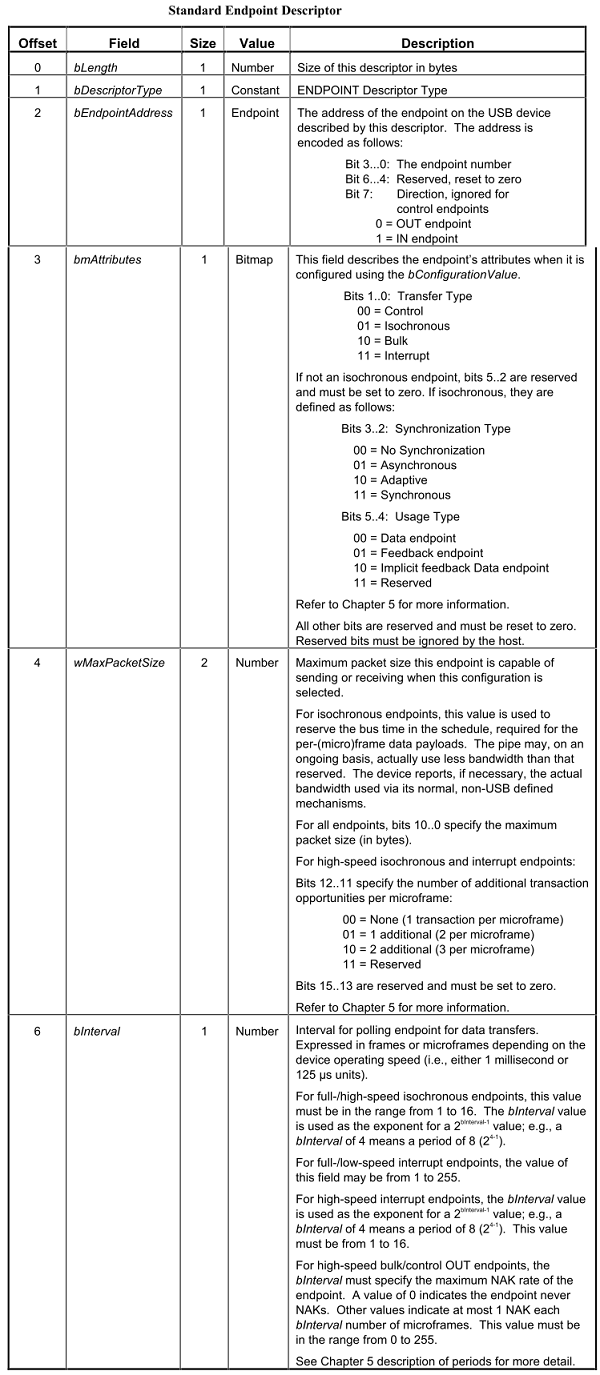 Standard Endpoint Descriptor
Offset Field Size Value Description
0 bLength 1 Number Size of this descriptor in bytes
1 bDescriptorType 1 Constant ENDPOINT Descriptor Type
2 bEndpointAddress 1 Endpoint The address of the endpoint on the USB device
described by this descriptor. The address is
encoded as follows:
Bit 3...0: The endpoint number
Bit 6...4: Reserved, reset to zero
Bit 7: Direction, ignored for
control endpoints
0 = OUT endpoint
1 = IN endpoint
3 bmAttributes 1 Bitmap This field describes the endpoint's attributes when it is
configured using the bConfigurationValue.
Bits 1..0: Transfer Type
00 = Control
01 = Isochronous
10 = Bulk
11 = Interrupt
If not an isochronous endpoint, bits 5..2 are reserved
and must be set to zero. If isochronous, they are
defined as follows:
Bits 3..2: Synchronization Type
00 = No Synchronization
01 = Asynchronous
10 = Adaptive
11 = Synchronous
Bits 5..4: Usage Type
00 = Data endpoint
01 = Feedback endpoint
10 = Implicit feedback Data endpoint
11 = Reserved
Refer to Chapter 5 for more information.
All other bits are reserved and must be reset to zero.
Reserved bits must be ignored by the host.
4 wMaxPacketSize 2 Number Maximum packet size this endpoint is capable of
sending or receiving when this configuration is
selected.
For isochronous endpoints, this value is used to
reserve the bus time in the schedule, required for the
per-(micro)frame data payloads. The pipe may, on an
ongoing basis, actually use less bandwidth than that
reserved. The device reports, if necessary, the actual
bandwidth used via its normal, non-USB defined
mechanisms.
For all endpoints, bits 10..0 specify the maximum
packet size (in bytes).
For high-speed isochronous and interrupt endpoints:
Bits 12..11 specify the number of additional transaction
opportunities per microframe:
00 = None (1 transaction per microframe)
01 = 1 additional (2 per microframe)
10 = 2 additional (3 per microframe)
11 = Reserved
Bits 15..13 are reserved and must be set to zero.
Refer to Chapter 5 for more information.
6 bInterval 1 Number Interval for polling endpoint for data transfers.
Expressed in frames or microframes depending on the
device operating speed (i.e., either 1 millisecond or
125 µs units).
For full-/high-speed isochronous endpoints, this value
must be in the range from 1 to 16. The bInterval value
is used as the exponent for a 2^bInterval-1 value; e.g., a
bInterval of 4 means a period of 8 (2^4-1).
For full-/low-speed interrupt endpoints, the value of
this field may be from 1 to 255.
For high-speed interrupt endpoints, the bInterval value
is used as the exponent for a 2^bInterval-1 value; e.g., a
bInterval of 4 means a period of 8 (2^4-1). This value
must be from 1 to 16.
For high-speed bulk/control OUT endpoints, the
bInterval must specify the maximum NAK rate of the
endpoint. A value of 0 indicates the endpoint never
NAKs. Other values indicate at most 1 NAK each
bInterval number of microframes. This value must be
in the range from 0 to 255.
See Chapter 5 description of periods for more detail.